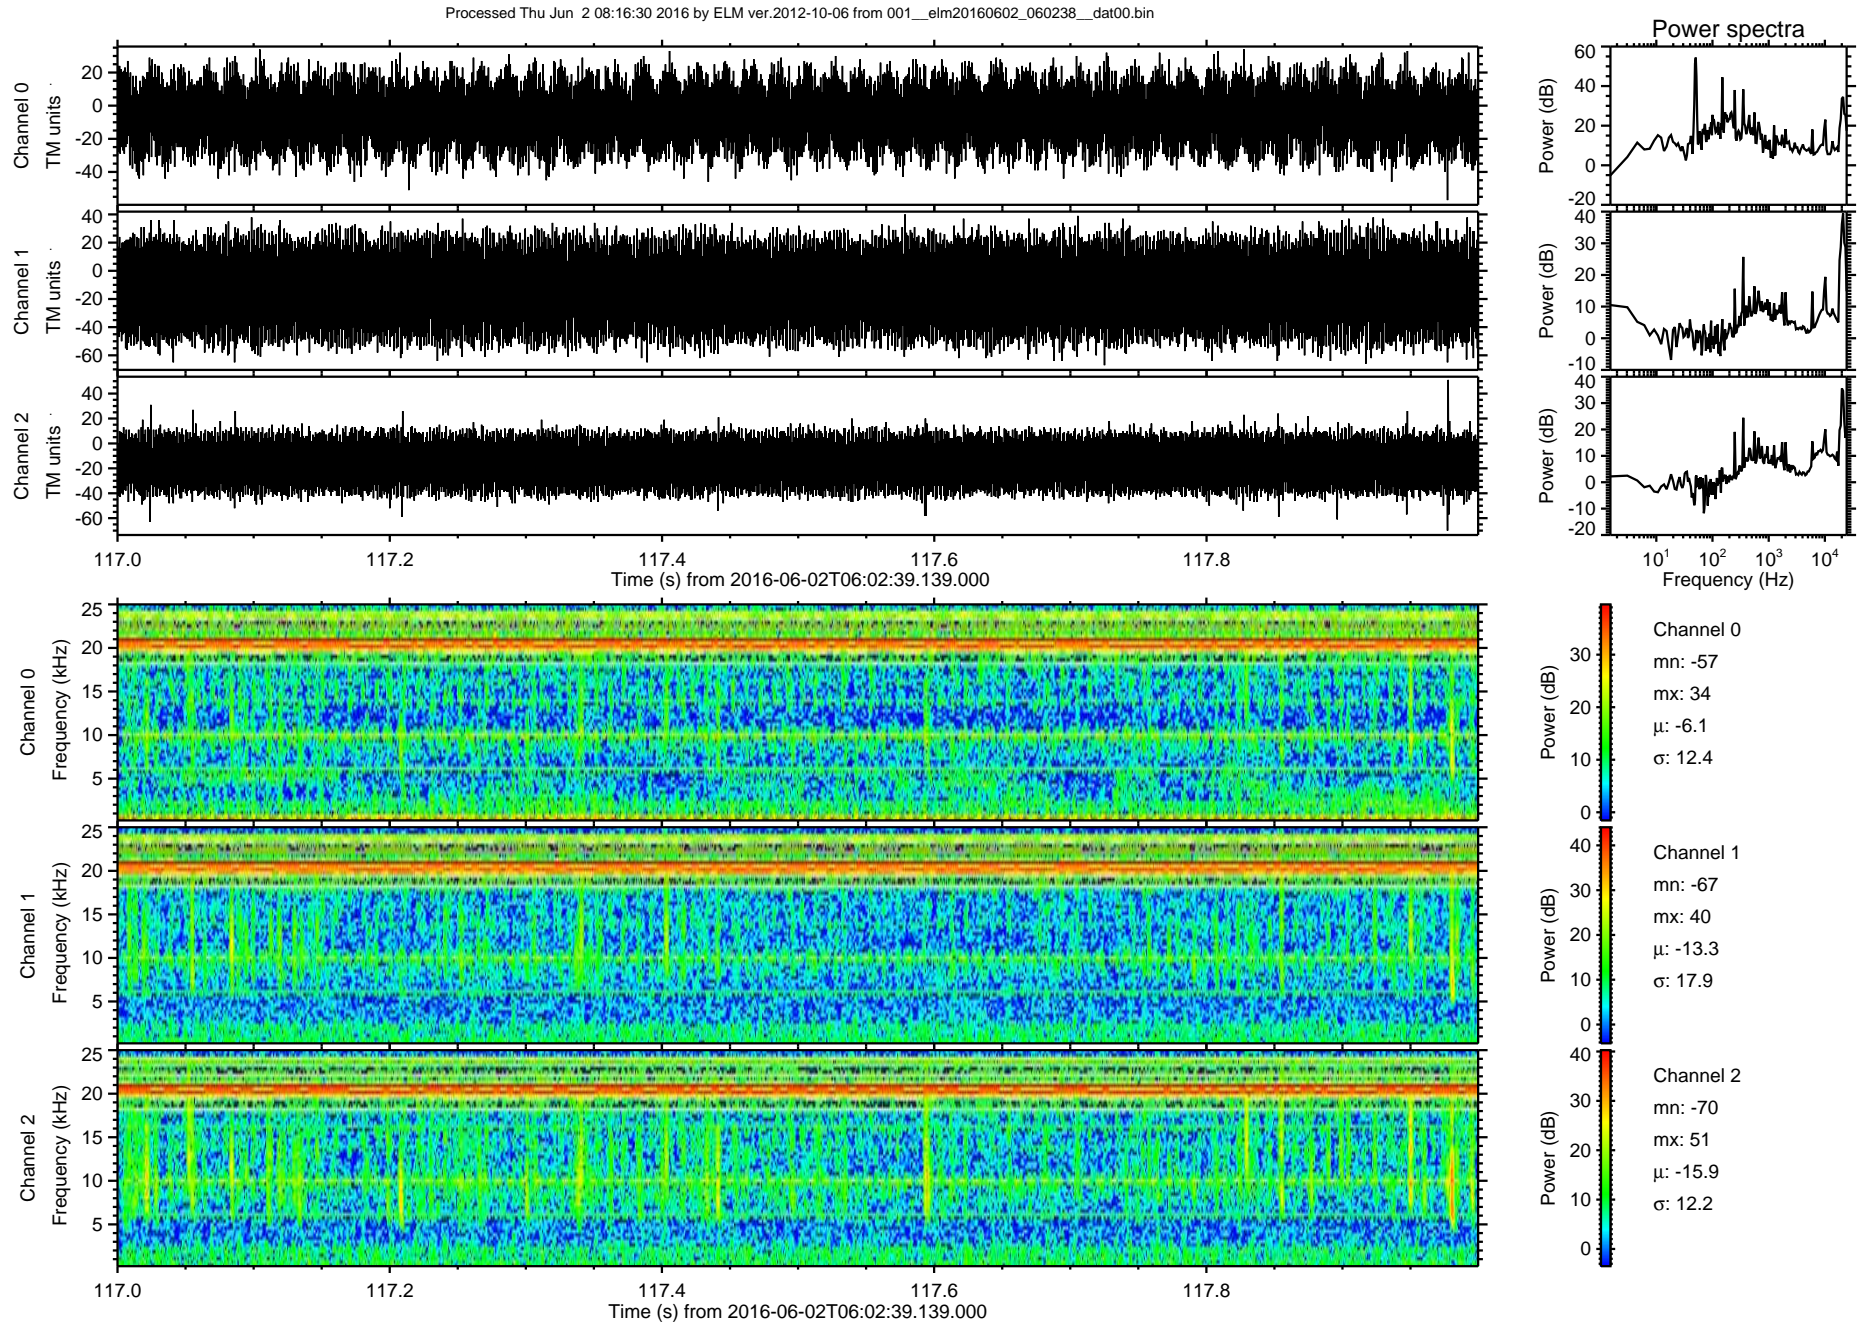 Processed Thu Jun  2 08:16:30 2016 by ELM ver.2012-10-06 from 001__elm20160602_060238__dat00.bin
Power spectra
Channel 0
TM units
20
0
-20
-40
Power (dB)
60
40
20
0
-20
Channel 1
TM units
40
20
0
-20
-40
-60
Power (dB)
40
30
20
10
0
-10
Channel 2
TM units
40
20
0
-20
-40
-60
Power (dB)
40
30
20
10
0
-10
-20
117.0 117.2 117.4 117.6 117.8
Time (s) from 2016-06-02T06:02:39.139.000
10¹ 10² 10³ 10⁴
Frequency (Hz)
Channel 0
Frequency (kHz)
25
20
15
10
5
Power (dB)
30
20
10
0
Channel 0
mn: -57
mx: 34
μ: -6.1
σ: 12.4
Channel 1
Frequency (kHz)
25
20
15
10
5
Power (dB)
40
30
20
10
0
Channel 1
mn: -67
mx: 40
μ: -13.3
σ: 17.9
Channel 2
Frequency (kHz)
25
20
15
10
5
Power (dB)
40
30
20
10
0
Channel 2
mn: -70
mx: 51
μ: -15.9
σ: 12.2
117.0 117.2 117.4 117.6 117.8
Time (s) from 2016-06-02T06:02:39.139.000